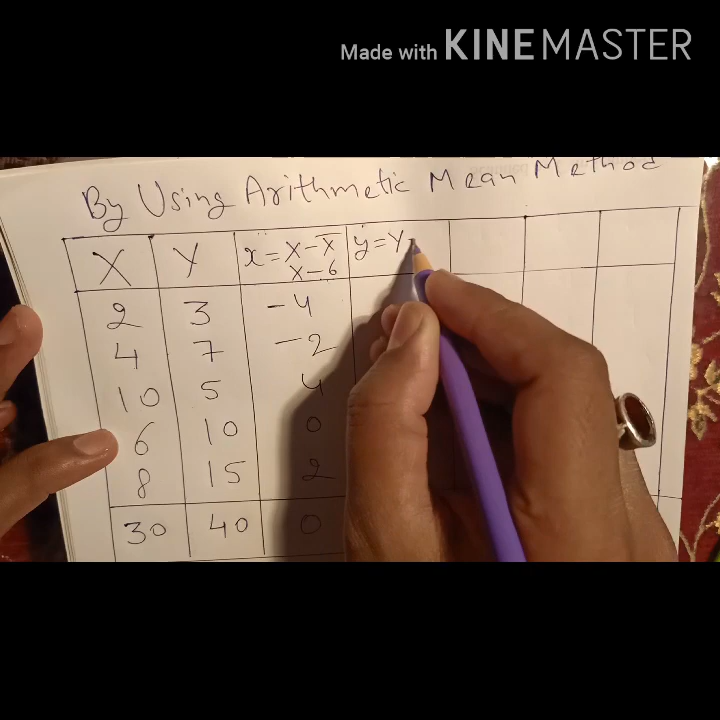 Made with KINEMASTER
By Using Arithmetic Mean Method
X Y x = X – X̅ y = Y –
X – 6
2 3 – 4
4 7 – 2
10 5 4
6 10 0
8 15 2
30 40 0